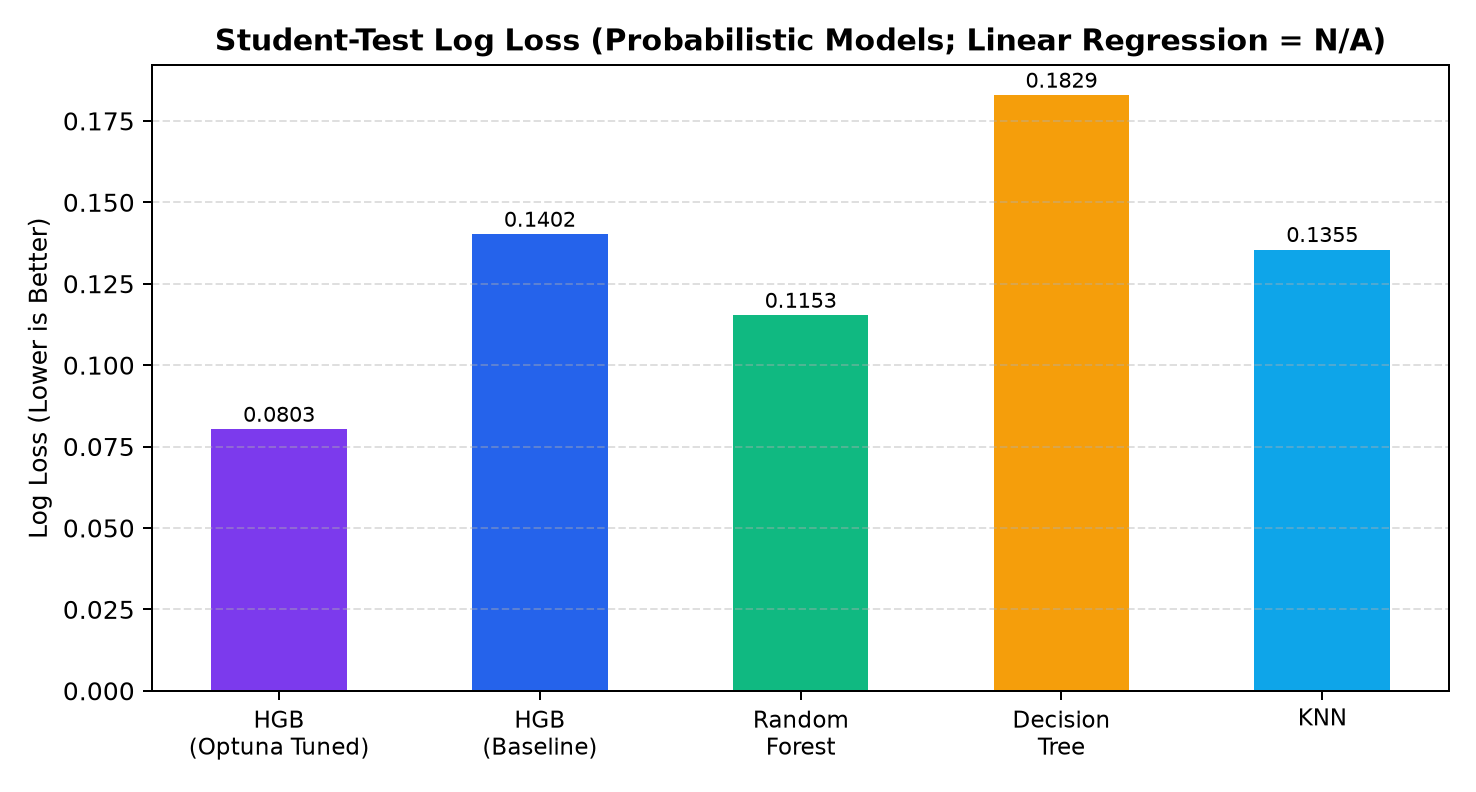 Student-Test Log Loss (Probabilistic Models; Linear Regression = N/A)
Log Loss (Lower is Better)
0.175
0.150
0.125
0.100
0.075
0.050
0.025
0.000
0.0803
0.1402
0.1153
0.1829
0.1355
HGB
(Optuna Tuned)
HGB
(Baseline)
Random
Forest
Decision
Tree
KNN